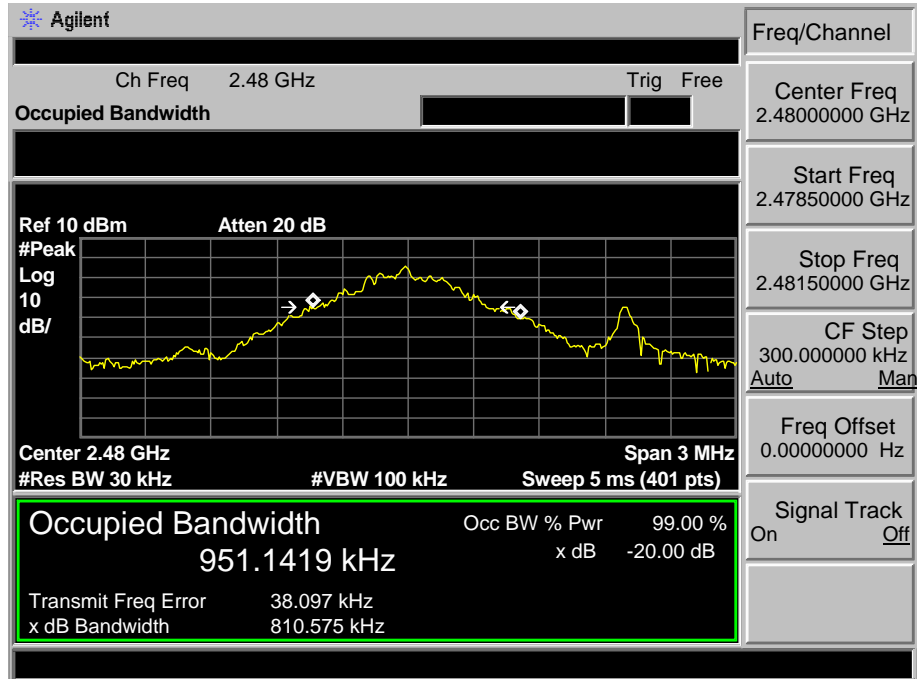 Agilent
Freq/Channel
Ch Freq 2.48 GHz Trig Free
Occupied Bandwidth
Center Freq
2.48000000 GHz
Start Freq
2.47850000 GHz
Stop Freq
2.48150000 GHz
CF Step
300.000000 kHz
Auto Man
Freq Offset
0.00000000 Hz
Signal Track
On Off
Ref 10 dBm Atten 20 dB
#Peak
Log
10
dB/
Center 2.48 GHz Span 3 MHz
#Res BW 30 kHz #VBW 100 kHz Sweep 5 ms (401 pts)
Occupied Bandwidth Occ BW % Pwr 99.00 %
951.1419 kHz x dB -20.00 dB
Transmit Freq Error 38.097 kHz
x dB Bandwidth 810.575 kHz